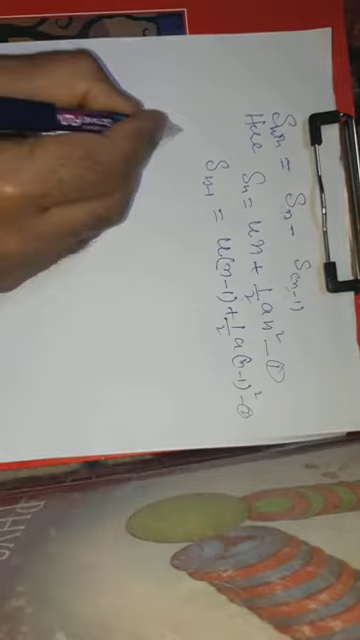 Snth = Sn - S(n-1)
Here Sn = un + 1/2 an² - ①
Sn-1 = u(n-1) + 1/2 a(n-1)² - ②